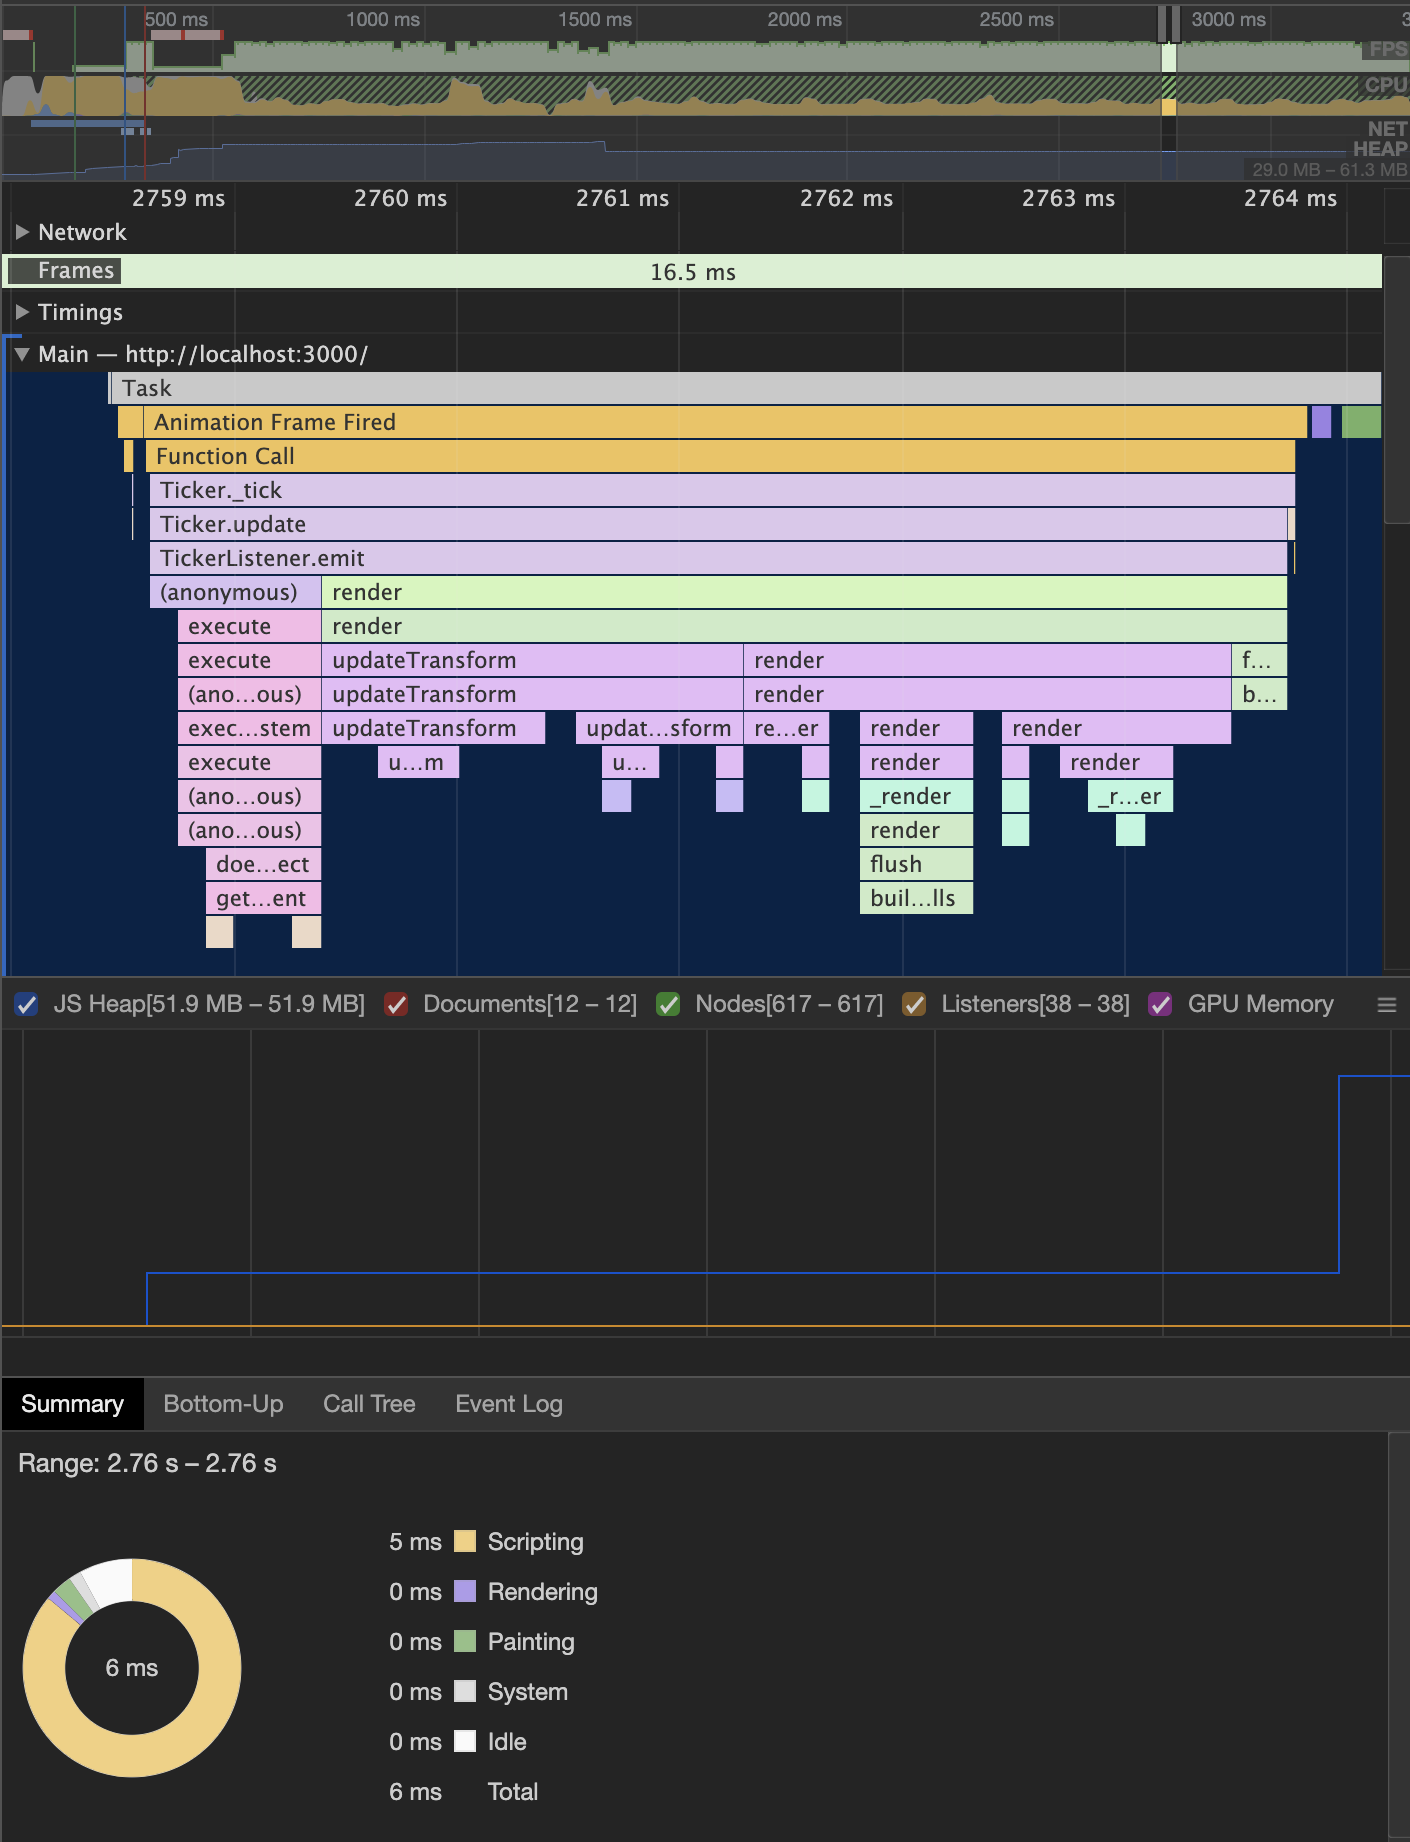 500 ms 1000 ms 1500 ms 2000 ms 2500 ms 3000 ms 3
FPS
CPU
NET
HEAP
29.0 MB – 61.3 MB
2759 ms 2760 ms 2761 ms 2762 ms 2763 ms 2764 ms
Network
Frames 16.5 ms
Timings
Main — http://localhost:3000/
Task
Animation Frame Fired
Function Call
Ticker._tick
Ticker.update
TickerListener.emit
(anonymous) render
execute render
execute updateTransform render f…
(ano…ous) updateTransform render b…
exec…stem updateTransform updat…sform re…er render render
execute u…m u… render render
(ano…ous) _render _r…er
(ano…ous) render
doe…ect flush
get…ent buil…lls
JS Heap[51.9 MB – 51.9 MB] Documents[12 – 12] Nodes[617 – 617] Listeners[38 – 38] GPU Memory
Summary Bottom-Up Call Tree Event Log
Range: 2.76 s – 2.76 s
5 ms Scripting
0 ms Rendering
0 ms Painting
6 ms
0 ms System
0 ms Idle
6 ms Total